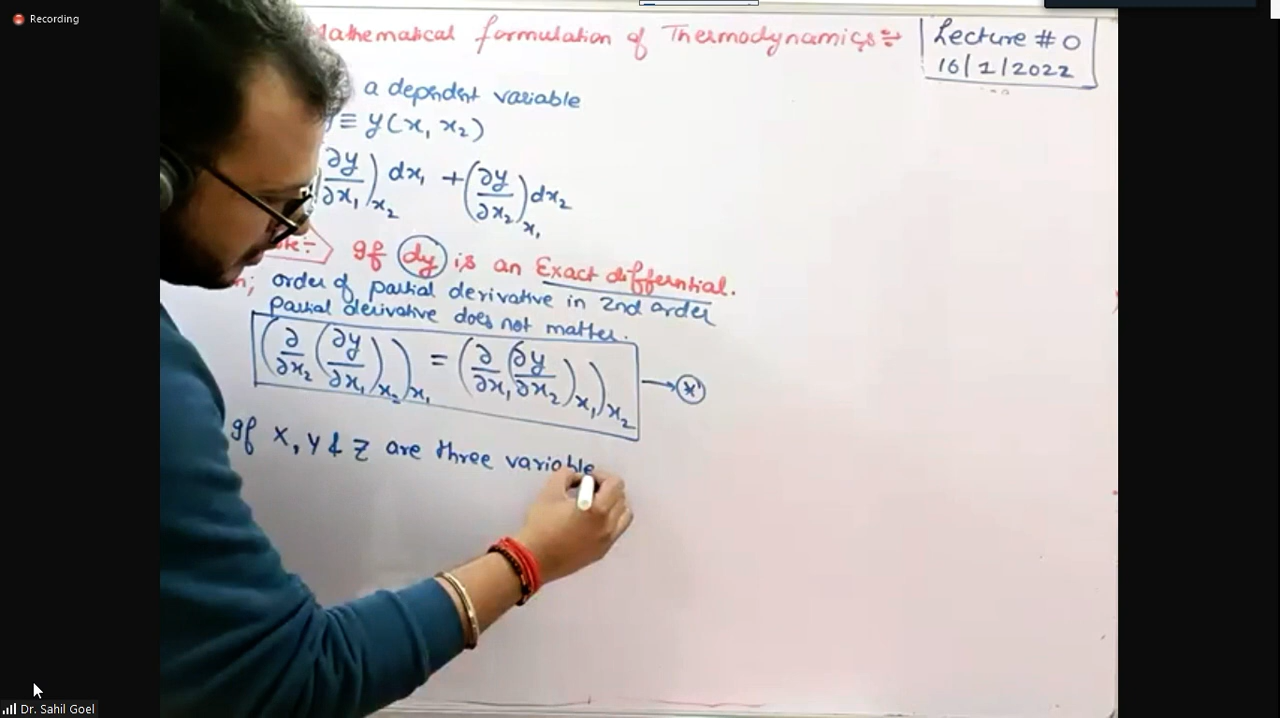 Recording
Mathematical formulation of Thermodynamics :-
Lecture # 0
16/1/2022
a dependent variable
y ≡ y(x₁, x₂)
(∂y/∂x₁)x₂ dx₁ + (∂y/∂x₂)x₁ dx₂
If dy is an Exact differntial.
order of partial derivative in 2nd order
partial derivative does not matter.
(∂/∂x₂ (∂y/∂x₁)x₂)x₁ = (∂/∂x₁ (∂y/∂x₂)x₁)x₂ → (*')
If x, y & z are three variable
Dr. Sahil Goel